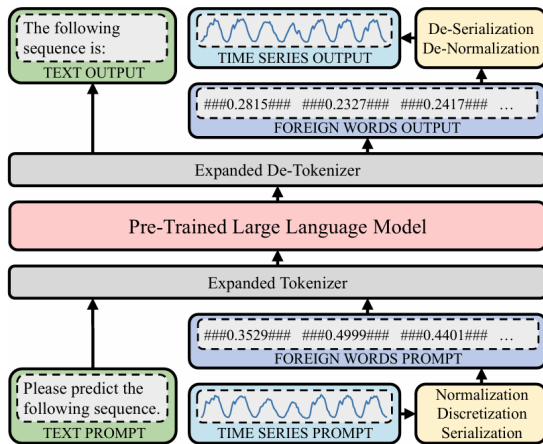 The following
sequence is:
TEXT OUTPUT
TIME SERIES OUTPUT
De-Serialization
De-Normalization
###0.2815### ###0.2327### ###0.2417### ...
FOREIGN WORDS OUTPUT
Expanded De-Tokenizer
Pre-Trained Large Language Model
Expanded Tokenizer
###0.3529### ###0.4999### ###0.4401### ...
FOREIGN WORDS PROMPT
Please predict the
following sequence.
TEXT PROMPT
TIME SERIES PROMPT
Normalization
Discretization
Serialization